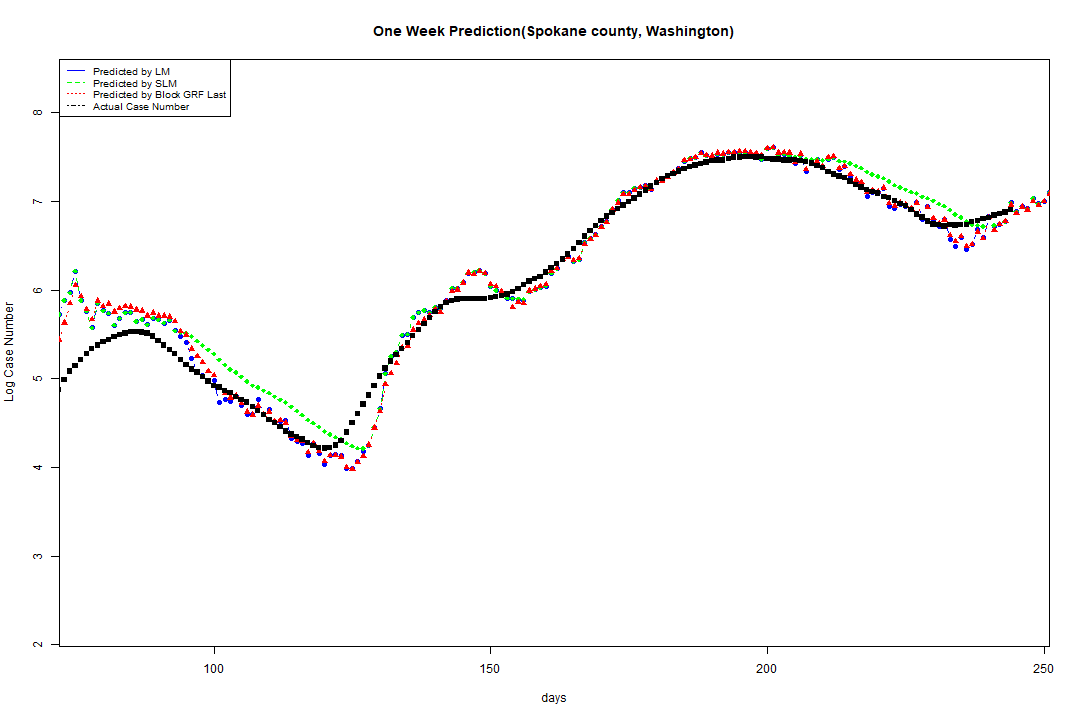 One Week Prediction(Spokane county, Washington)
Predicted by LM
Predicted by SLM
Predicted by Block GRF Last
Actual Case Number
8
7
6
5
4
3
2
Log Case Number
100 150 200 250
days